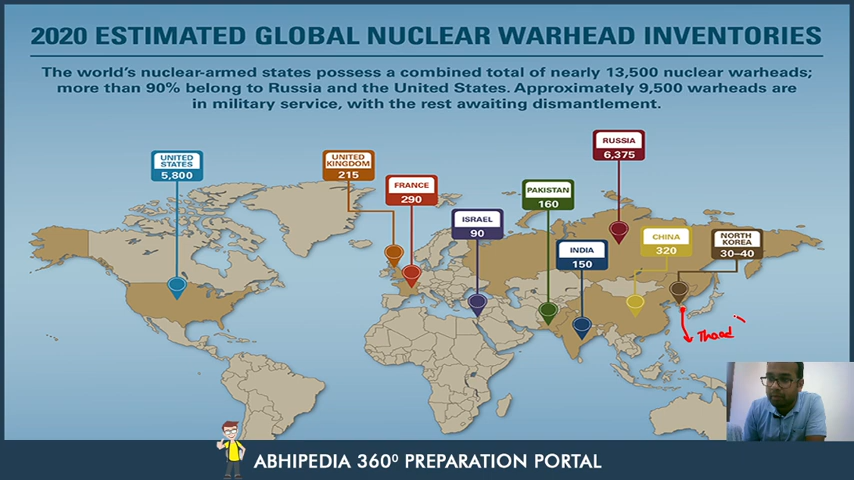 2020 ESTIMATED GLOBAL NUCLEAR WARHEAD INVENTORIES
The world's nuclear-armed states possess a combined total of nearly 13,500 nuclear warheads;
more than 90% belong to Russia and the United States. Approximately 9,500 warheads are
in military service, with the rest awaiting dismantlement.
UNITED
STATES
5,800
UNITED
KINGDOM
215
FRANCE
290
ISRAEL
90
PAKISTAN
160
INDIA
150
RUSSIA
6,375
CHINA
320
NORTH
KOREA
30–40
Thaad
ABHIPEDIA 360⁰ PREPARATION PORTAL